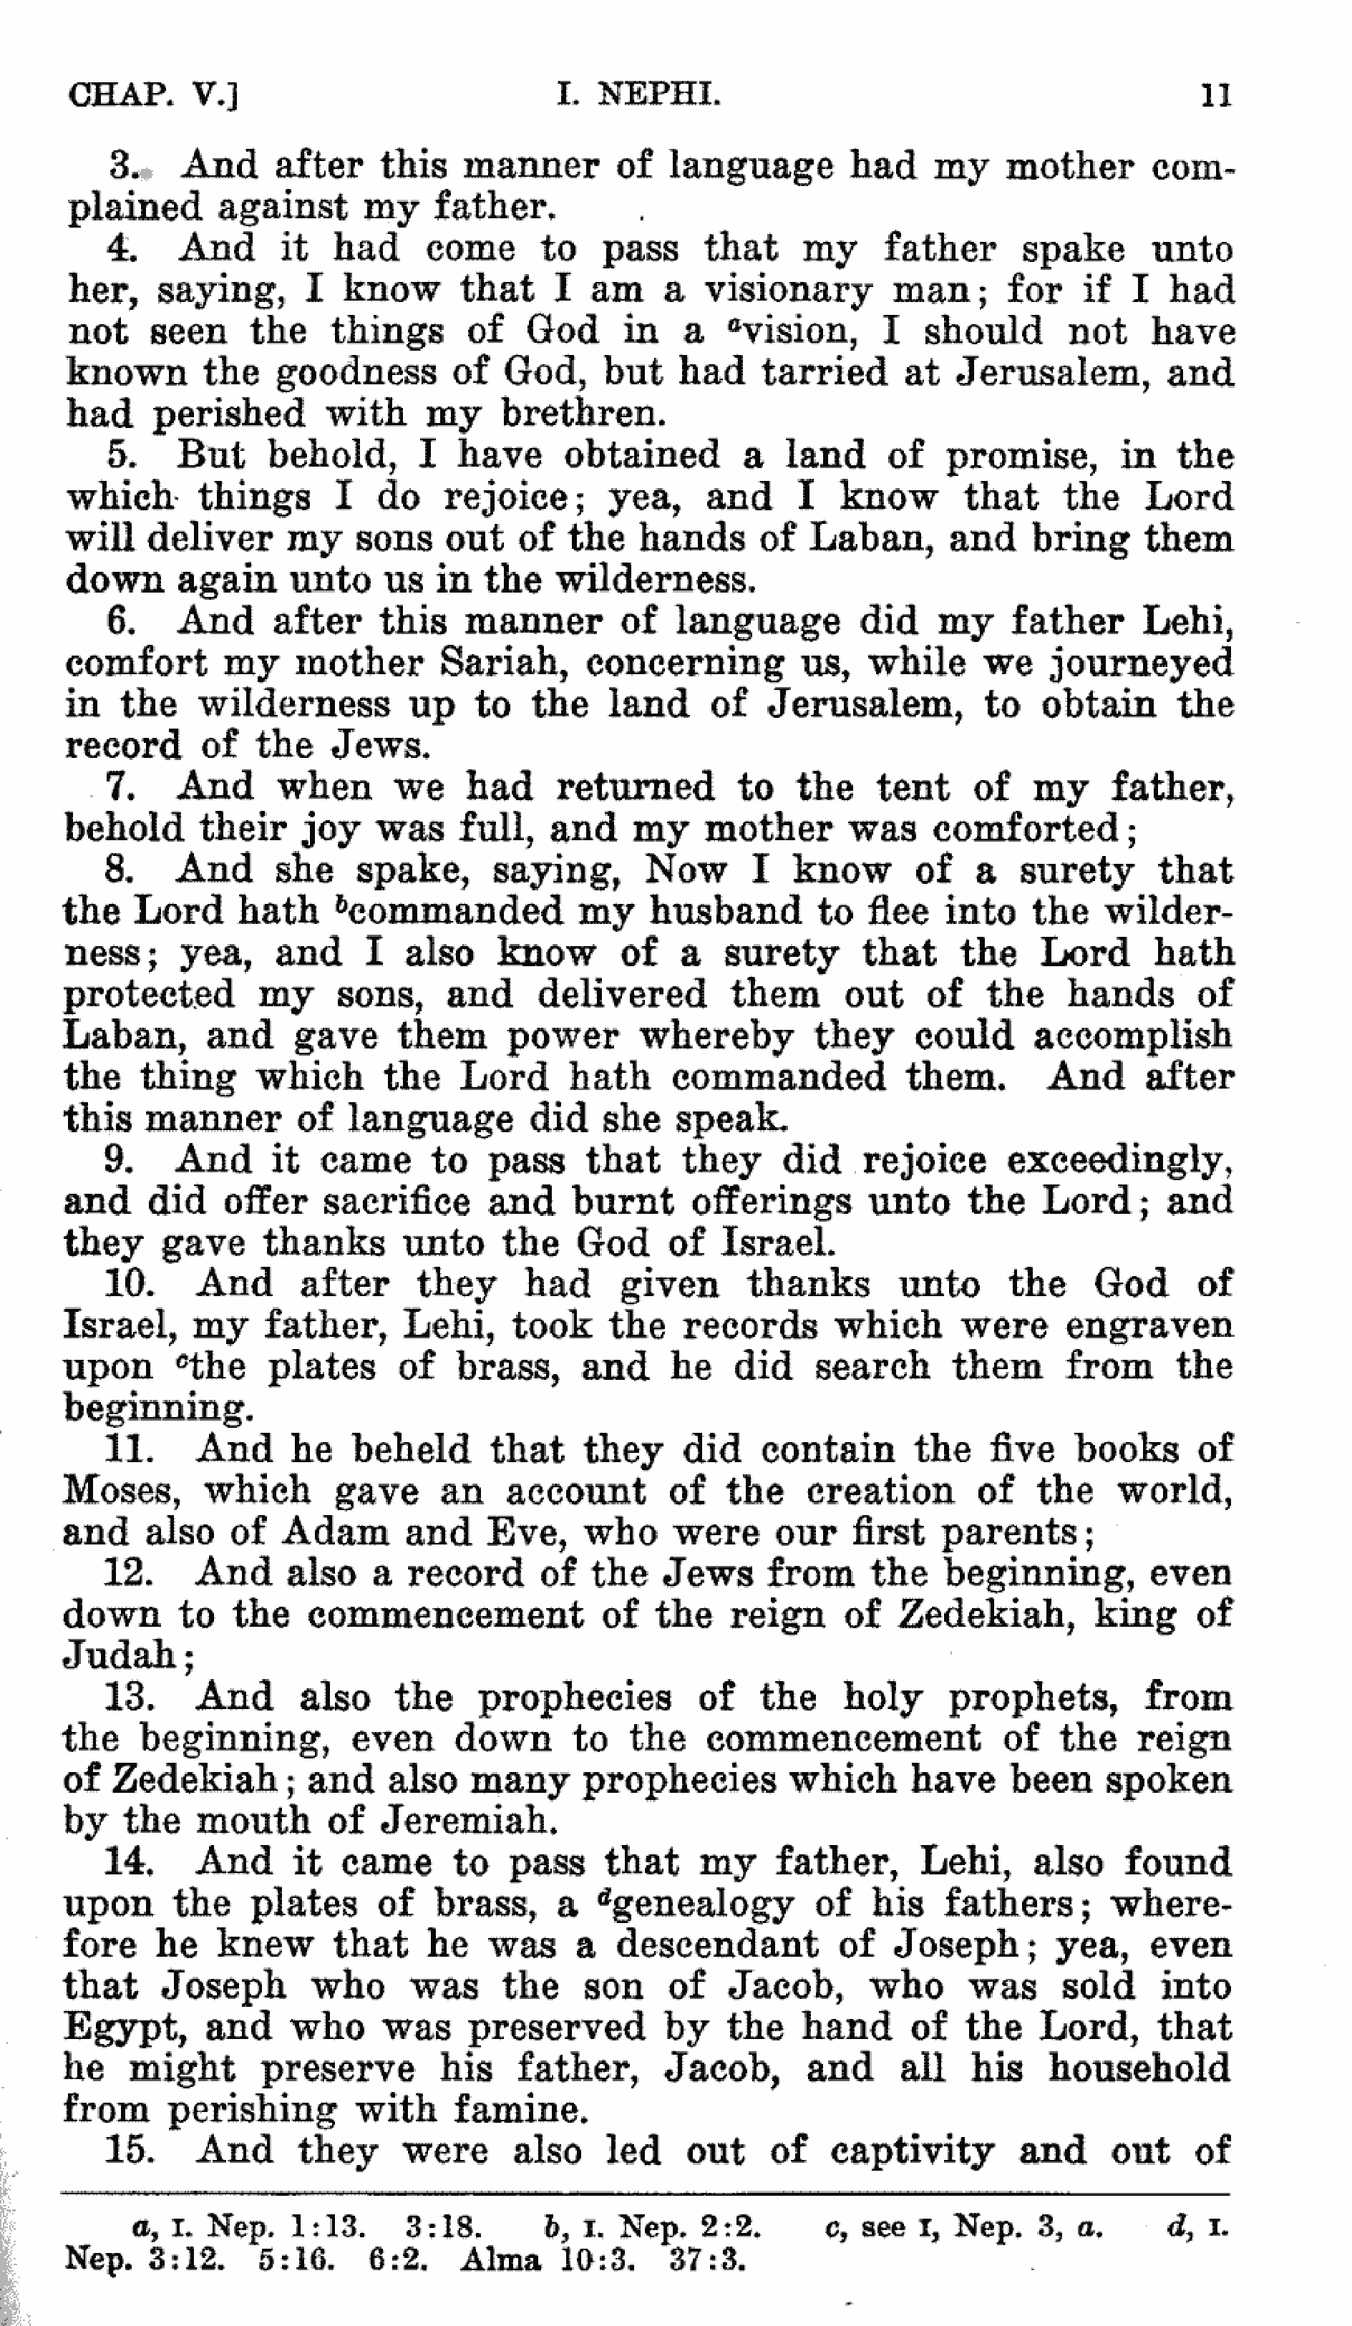 CHAP. V.] I. NEPHI. 11
3. And after this manner of language had my mother com-
plained against my father.
4. And it had come to pass that my father spake unto
her, saying, I know that I am a visionary man; for if I had
not seen the things of God in a avision, I should not have
known the goodness of God, but had tarried at Jerusalem, and
had perished with my brethren.
5. But behold, I have obtained a land of promise, in the
which things I do rejoice; yea, and I know that the Lord
will deliver my sons out of the hands of Laban, and bring them
down again unto us in the wilderness.
6. And after this manner of language did my father Lehi,
comfort my mother Sariah, concerning us, while we journeyed
in the wilderness up to the land of Jerusalem, to obtain the
record of the Jews.
7. And when we had returned to the tent of my father,
behold their joy was full, and my mother was comforted;
8. And she spake, saying, Now I know of a surety that
the Lord hath bcommanded my husband to flee into the wilder-
ness; yea, and I also know of a surety that the Lord hath
protected my sons, and delivered them out of the hands of
Laban, and gave them power whereby they could accomplish
the thing which the Lord hath commanded them. And after
this manner of language did she speak.
9. And it came to pass that they did rejoice exceedingly,
and did offer sacrifice and burnt offerings unto the Lord; and
they gave thanks unto the God of Israel.
10. And after they had given thanks unto the God of
Israel, my father, Lehi, took the records which were engraven
upon cthe plates of brass, and he did search them from the
beginning.
11. And he beheld that they did contain the five books of
Moses, which gave an account of the creation of the world,
and also of Adam and Eve, who were our first parents;
12. And also a record of the Jews from the beginning, even
down to the commencement of the reign of Zedekiah, king of
Judah;
13. And also the prophecies of the holy prophets, from
the beginning, even down to the commencement of the reign
of Zedekiah; and also many prophecies which have been spoken
by the mouth of Jeremiah.
14. And it came to pass that my father, Lehi, also found
upon the plates of brass, a dgenealogy of his fathers; where-
fore he knew that he was a descendant of Joseph; yea, even
that Joseph who was the son of Jacob, who was sold into
Egypt, and who was preserved by the hand of the Lord, that
he might preserve his father, Jacob, and all his household
from perishing with famine.
15. And they were also led out of captivity and out of
a, I. Nep. 1:13. 3:18. b, I. Nep. 2:2. c, see I, Nep. 3, a. d, I.
Nep. 3:12. 5:16. 6:2. Alma 10:3. 37:3.